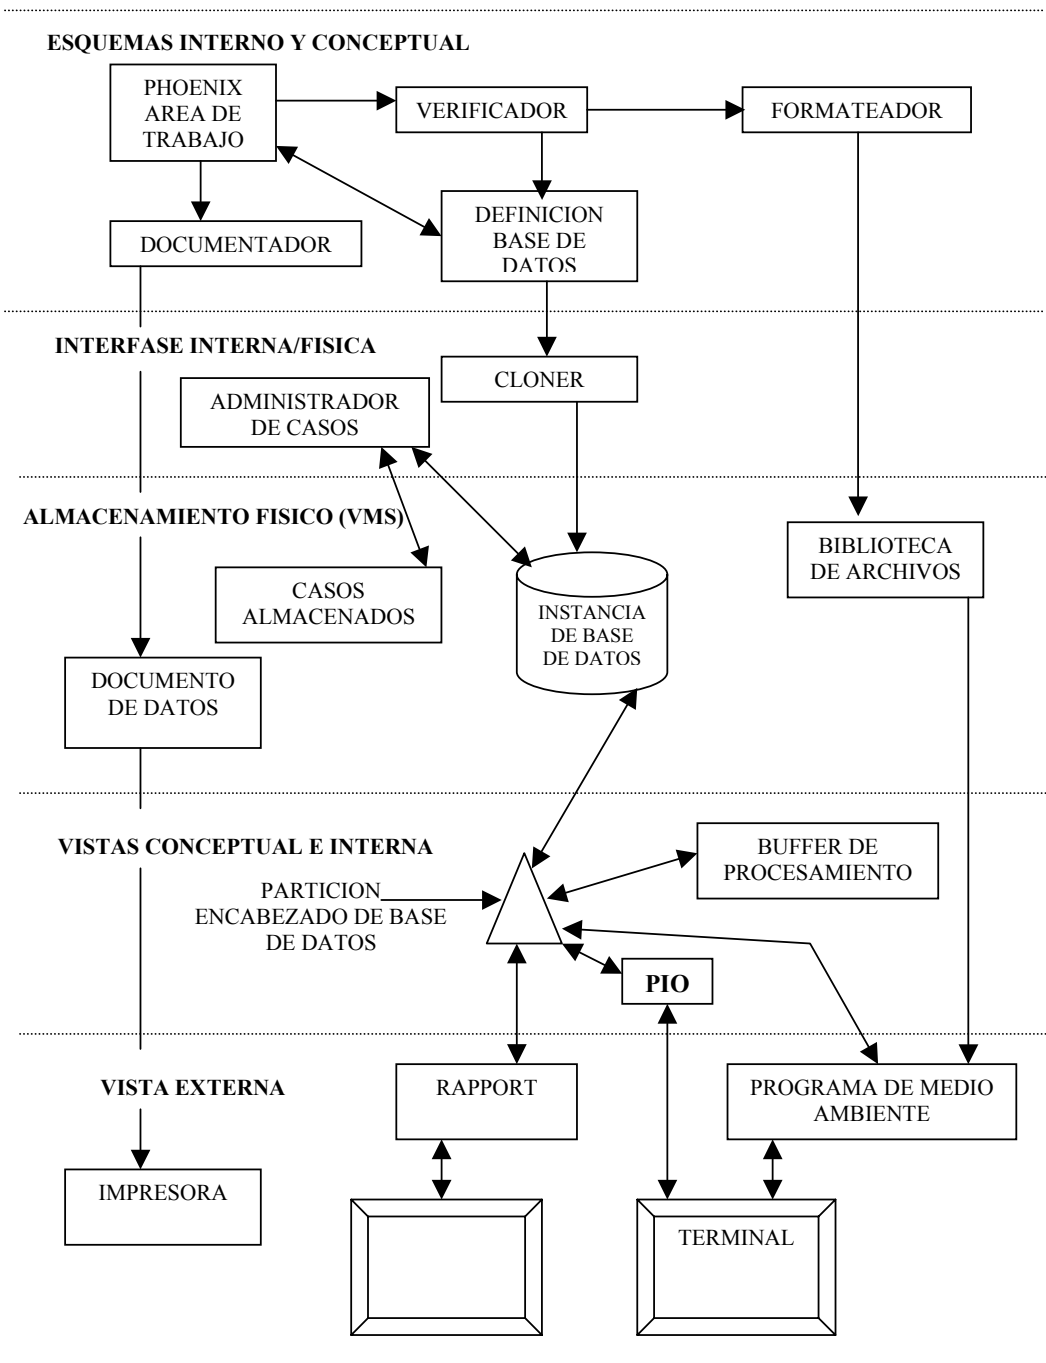 ESQUEMAS INTERNO Y CONCEPTUAL
PHOENIX
AREA DE
TRABAJO
VERIFICADOR
FORMATEADOR
DOCUMENTADOR
DEFINICION
BASE DE
DATOS
INTERFASE INTERNA/FISICA
CLONER
ADMINISTRADOR
DE CASOS
ALMACENAMIENTO FISICO (VMS)
BIBLIOTECA
DE ARCHIVOS
CASOS
ALMACENADOS
INSTANCIA
DE BASE
DE DATOS
DOCUMENTO
DE DATOS
VISTAS CONCEPTUAL E INTERNA
BUFFER DE
PROCESAMIENTO
PARTICION
ENCABEZADO DE BASE
DE DATOS
PIO
VISTA EXTERNA
RAPPORT
PROGRAMA DE MEDIO
AMBIENTE
IMPRESORA
TERMINAL